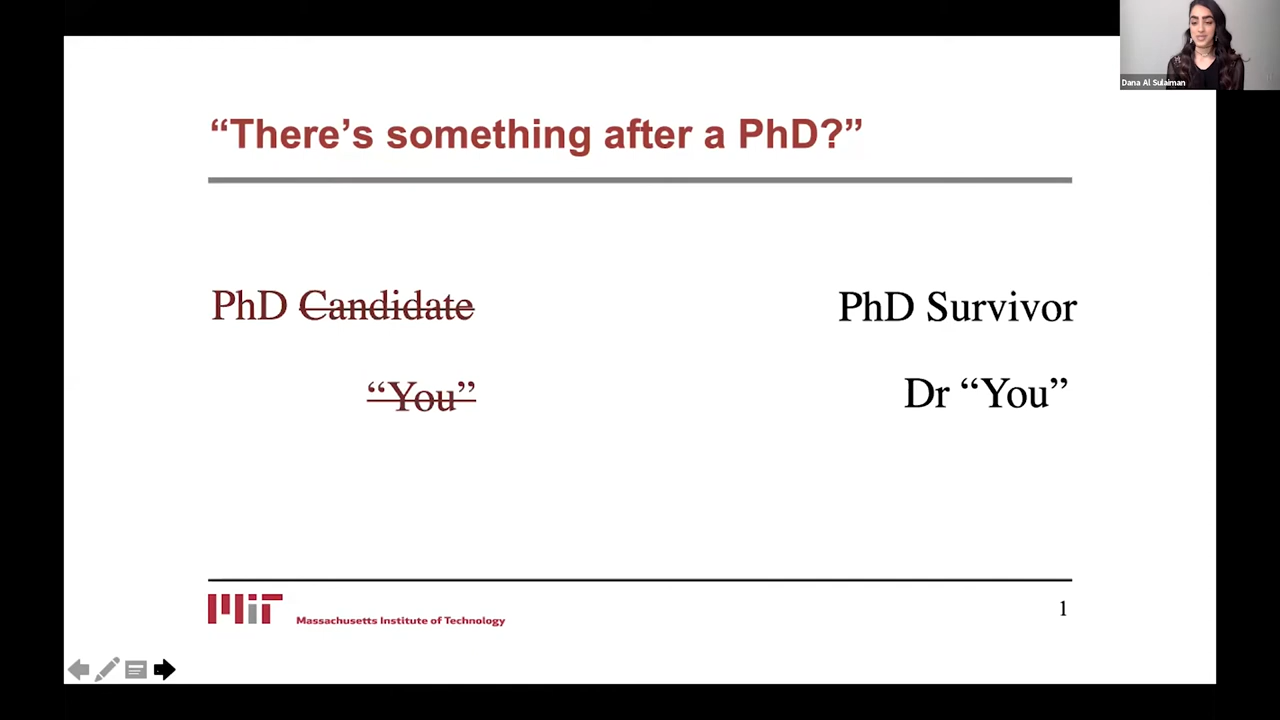 Dana Al Sulaiman
“There’s something after a PhD?”
PhD Candidate
PhD Survivor
“You”
Dr “You”
MIT
Massachusetts Institute of Technology
1